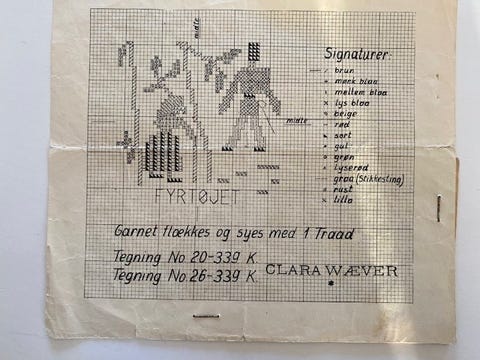 midte
Signaturer:
brun
mørk blaa
mellem blaa
lys blaa
beige
rød
sort
gul
grøn
lyserød
graa (Stikkesting)
rust
lilla
midte
FYRTØJET
Garnet flækkes og syes med 1 Traad
Tegning No 20-339 K.
Tegning No 26-339 K.
CLARA WÆVER